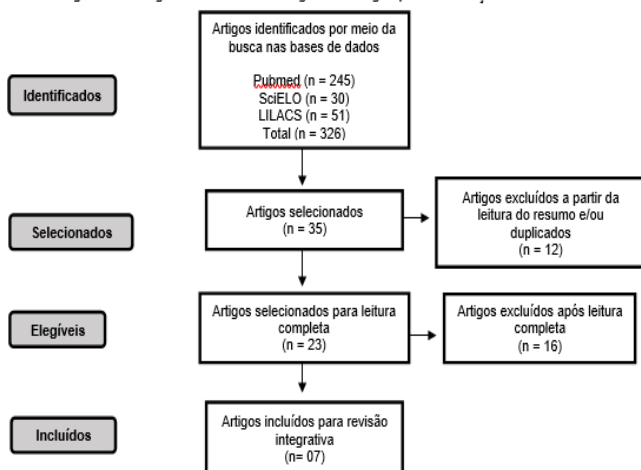 Artigos identificados por meio da
busca nas bases de dados
Pubmed (n = 245)
SciELO (n = 30)
LILACS (n = 51)
Total (n = 326)
Identificados
Artigos selecionados
(n = 35)
Artigos excluídos a partir da
leitura do resumo e/ou
duplicados
(n = 12)
Selecionados
Artigos selecionados para leitura
completa
(n = 23)
Artigos excluídos após leitura
completa
(n = 16)
Elegíveis
Artigos incluídos para revisão
integrativa
(n= 07)
Incluídos